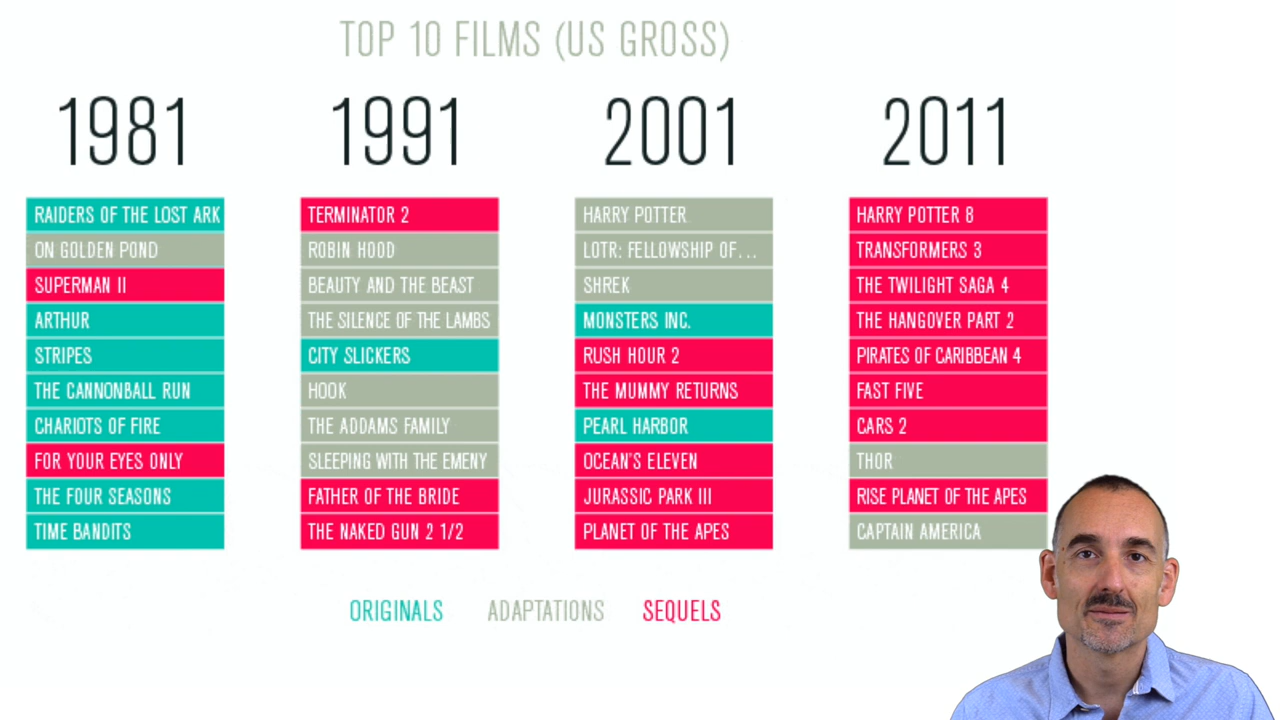 TOP 10 FILMS (US GROSS)
1981
RAIDERS OF THE LOST ARK
ON GOLDEN POND
SUPERMAN II
ARTHUR
STRIPES
THE CANNONBALL RUN
CHARIOTS OF FIRE
FOR YOUR EYES ONLY
THE FOUR SEASONS
TIME BANDITS
1991
TERMINATOR 2
ROBIN HOOD
BEAUTY AND THE BEAST
THE SILENCE OF THE LAMBS
CITY SLICKERS
HOOK
THE ADDAMS FAMILY
SLEEPING WITH THE EMENY
FATHER OF THE BRIDE
THE NAKED GUN 2 1/2
2001
HARRY POTTER
LOTR: FELLOWSHIP OF...
SHREK
MONSTERS INC.
RUSH HOUR 2
THE MUMMY RETURNS
PEARL HARBOR
OCEAN'S ELEVEN
JURASSIC PARK III
PLANET OF THE APES
2011
HARRY POTTER 8
TRANSFORMERS 3
THE TWILIGHT SAGA 4
THE HANGOVER PART 2
PIRATES OF CARIBBEAN 4
FAST FIVE
CARS 2
THOR
RISE PLANET OF THE APES
CAPTAIN AMERICA
ORIGINALS ADAPTATIONS SEQUELS